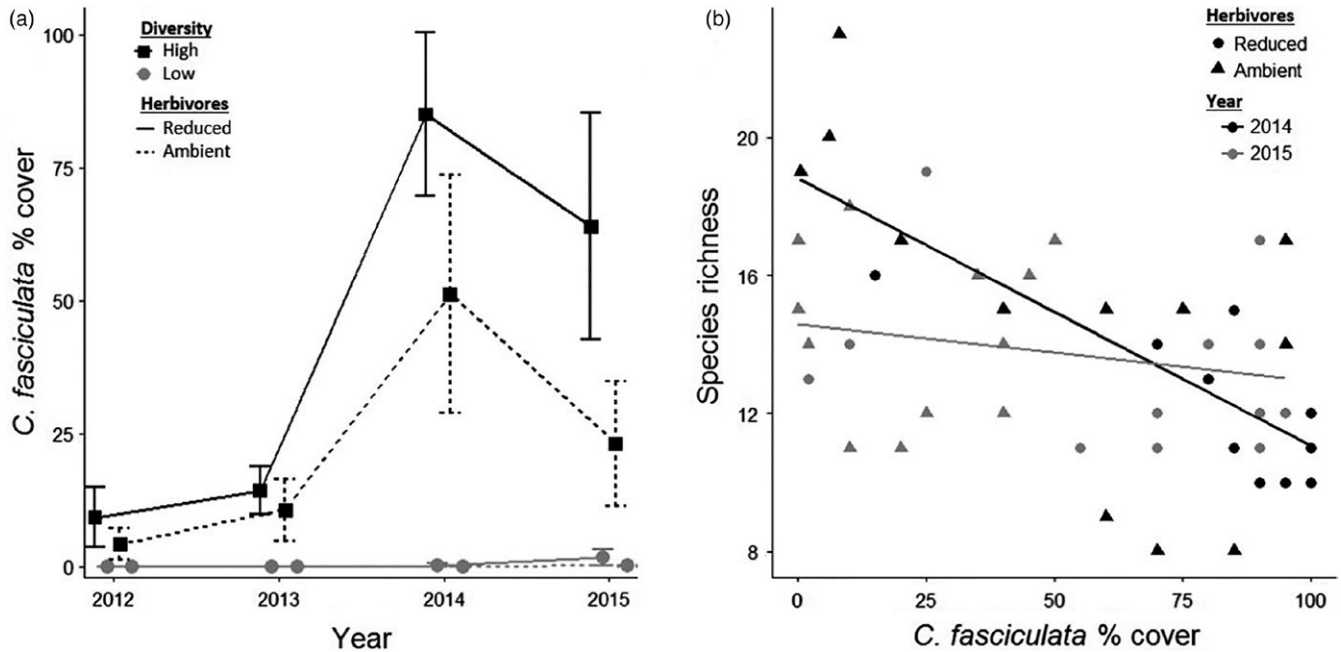 (a)
Diversity
High
Low
Herbivores
Reduced
Ambient
C. fasciculata % cover
100
75
50
25
0
2012 2013 2014 2015
Year
(b)
Herbivores
Reduced
Ambient
Year
2014
2015
Species richness
20
16
12
8
0 25 50 75 100
C. fasciculata % cover